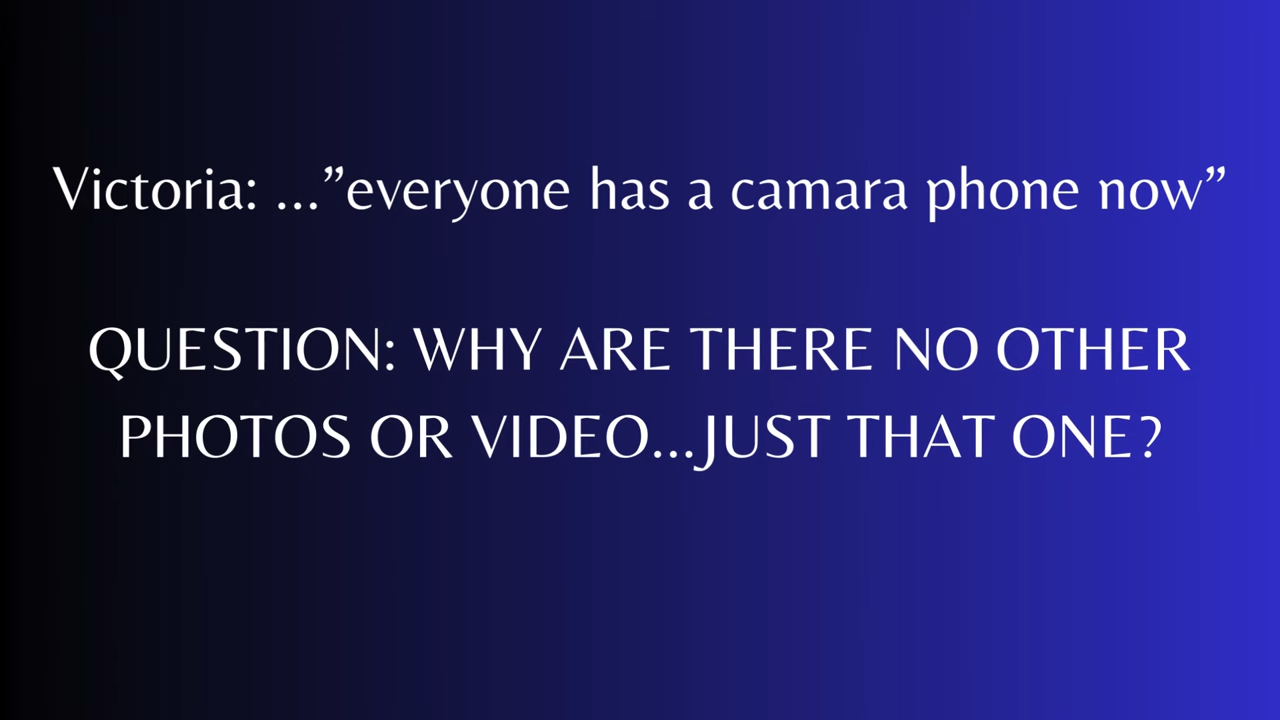 Victoria: ...”everyone has a camara phone now”
QUESTION: WHY ARE THERE NO OTHER
PHOTOS OR VIDEO...JUST THAT ONE?